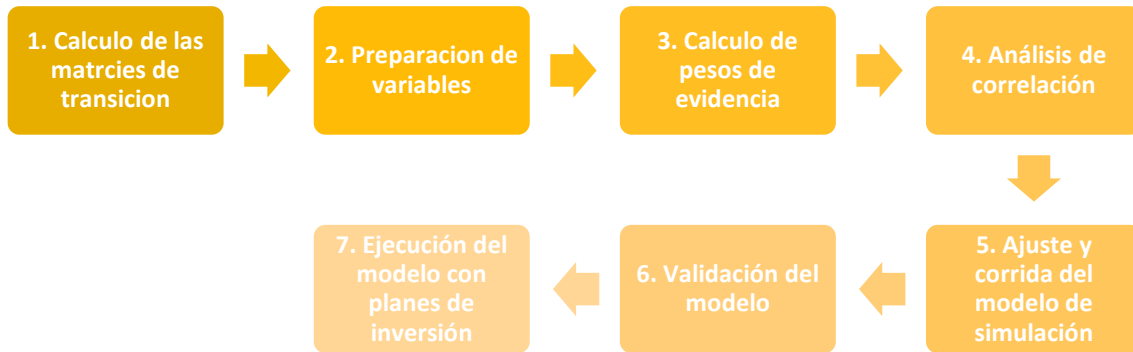 1. Calculo de las
matrcies de
transicion
2. Preparacion de
variables
3. Calculo de
pesos de
evidencia
4. Análisis de
correlación
5. Ajuste y
corrida del
modelo de
simulación
6. Validación del
modelo
7. Ejecución del
modelo con
planes de
inversión